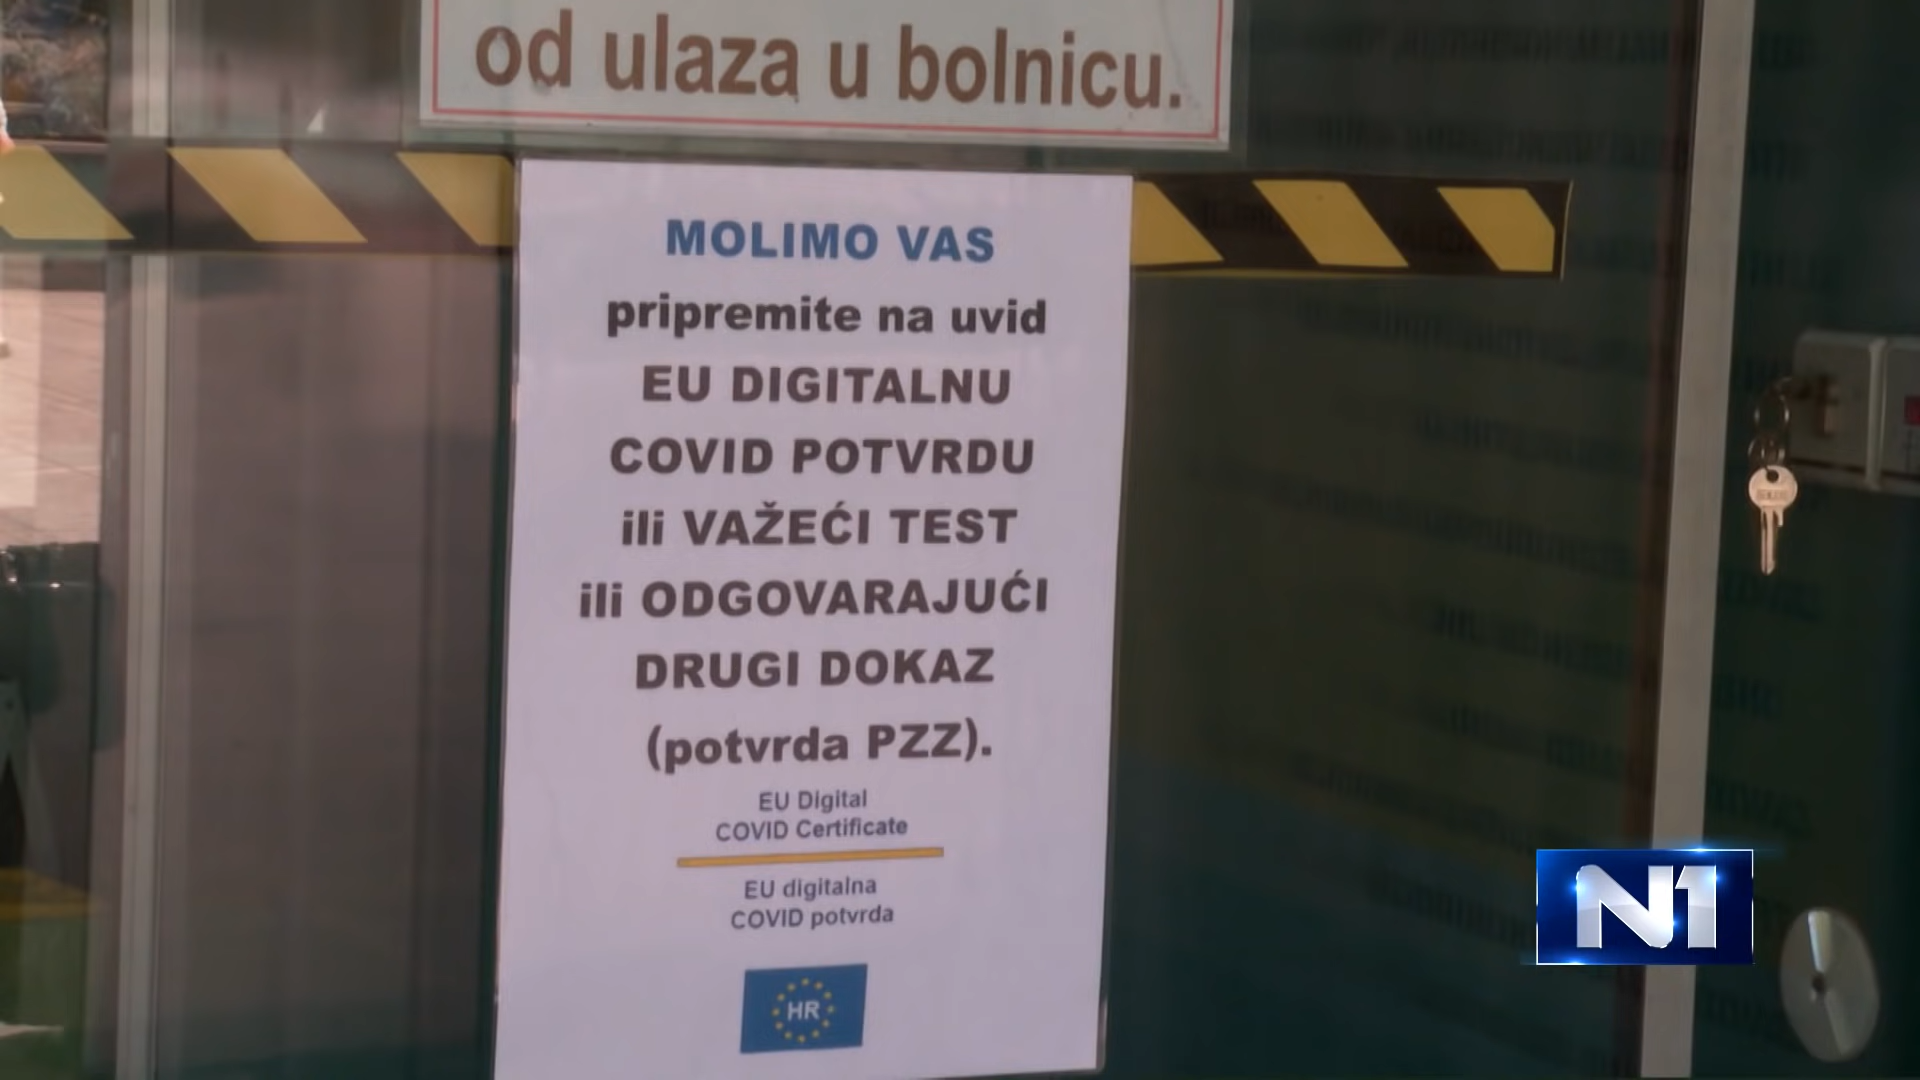 od ulaza u bolnicu.
MOLIMO VAS
pripremite na uvid
EU DIGITALNU
COVID POTVRDU
ili VAŽEĆI TEST
ili ODGOVARAJUĆI
DRUGI DOKAZ
(potvrda PZZ).
EU Digital
COVID Certificate
EU digitalna
COVID potvrda
HR
N1